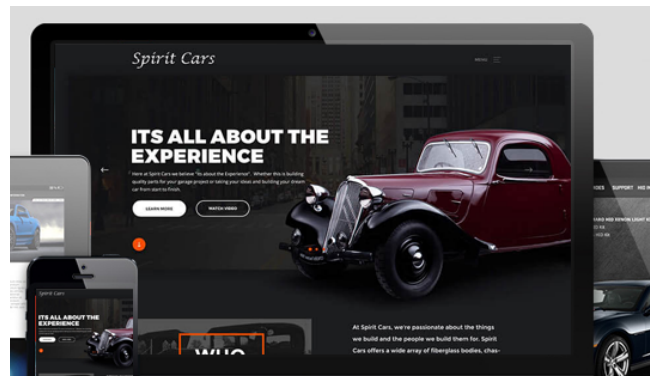 Spirit Cars
MENU
ITS ALL ABOUT THE
EXPERIENCE
Here at Spirit Cars we believe "its about the Experience". Whether this is building
quality parts for your garage project or taking your ideas and building your dream
car from start to finish.
LEARN MORE
WATCH VIDEO
At Spirit Cars, we're passionate about the things
we build and the people we build them for. Spirit
Cars offers a wide array of fiberglass bodies, chas-
WHO
SUPPORT
Spirit Cars
ITS ALL ABOUT THE
EXPERIENCE